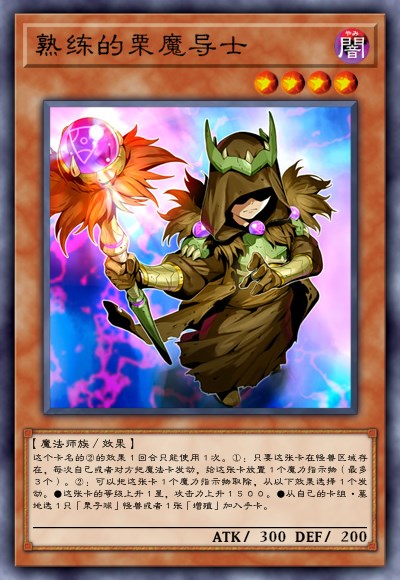 熟练的栗魔导士
やみ
闇
【魔法师族／效果】
这个卡名的②的效果1回合只能使用1次。①：只要这张卡在怪兽区域存
在，每次自己或者对方把魔法卡发动，给这张卡放置1个魔力指示物（最多
3个）。②：可以把这张卡1个魔力指示物取除，从以下效果选择1个发
动。●这张卡的等级上升1星，攻击力上升1500。●从自己的卡组·墓
地选1只「栗子球」怪兽或者1张「增殖」加入手卡。
ATK/ 300 DEF/ 200